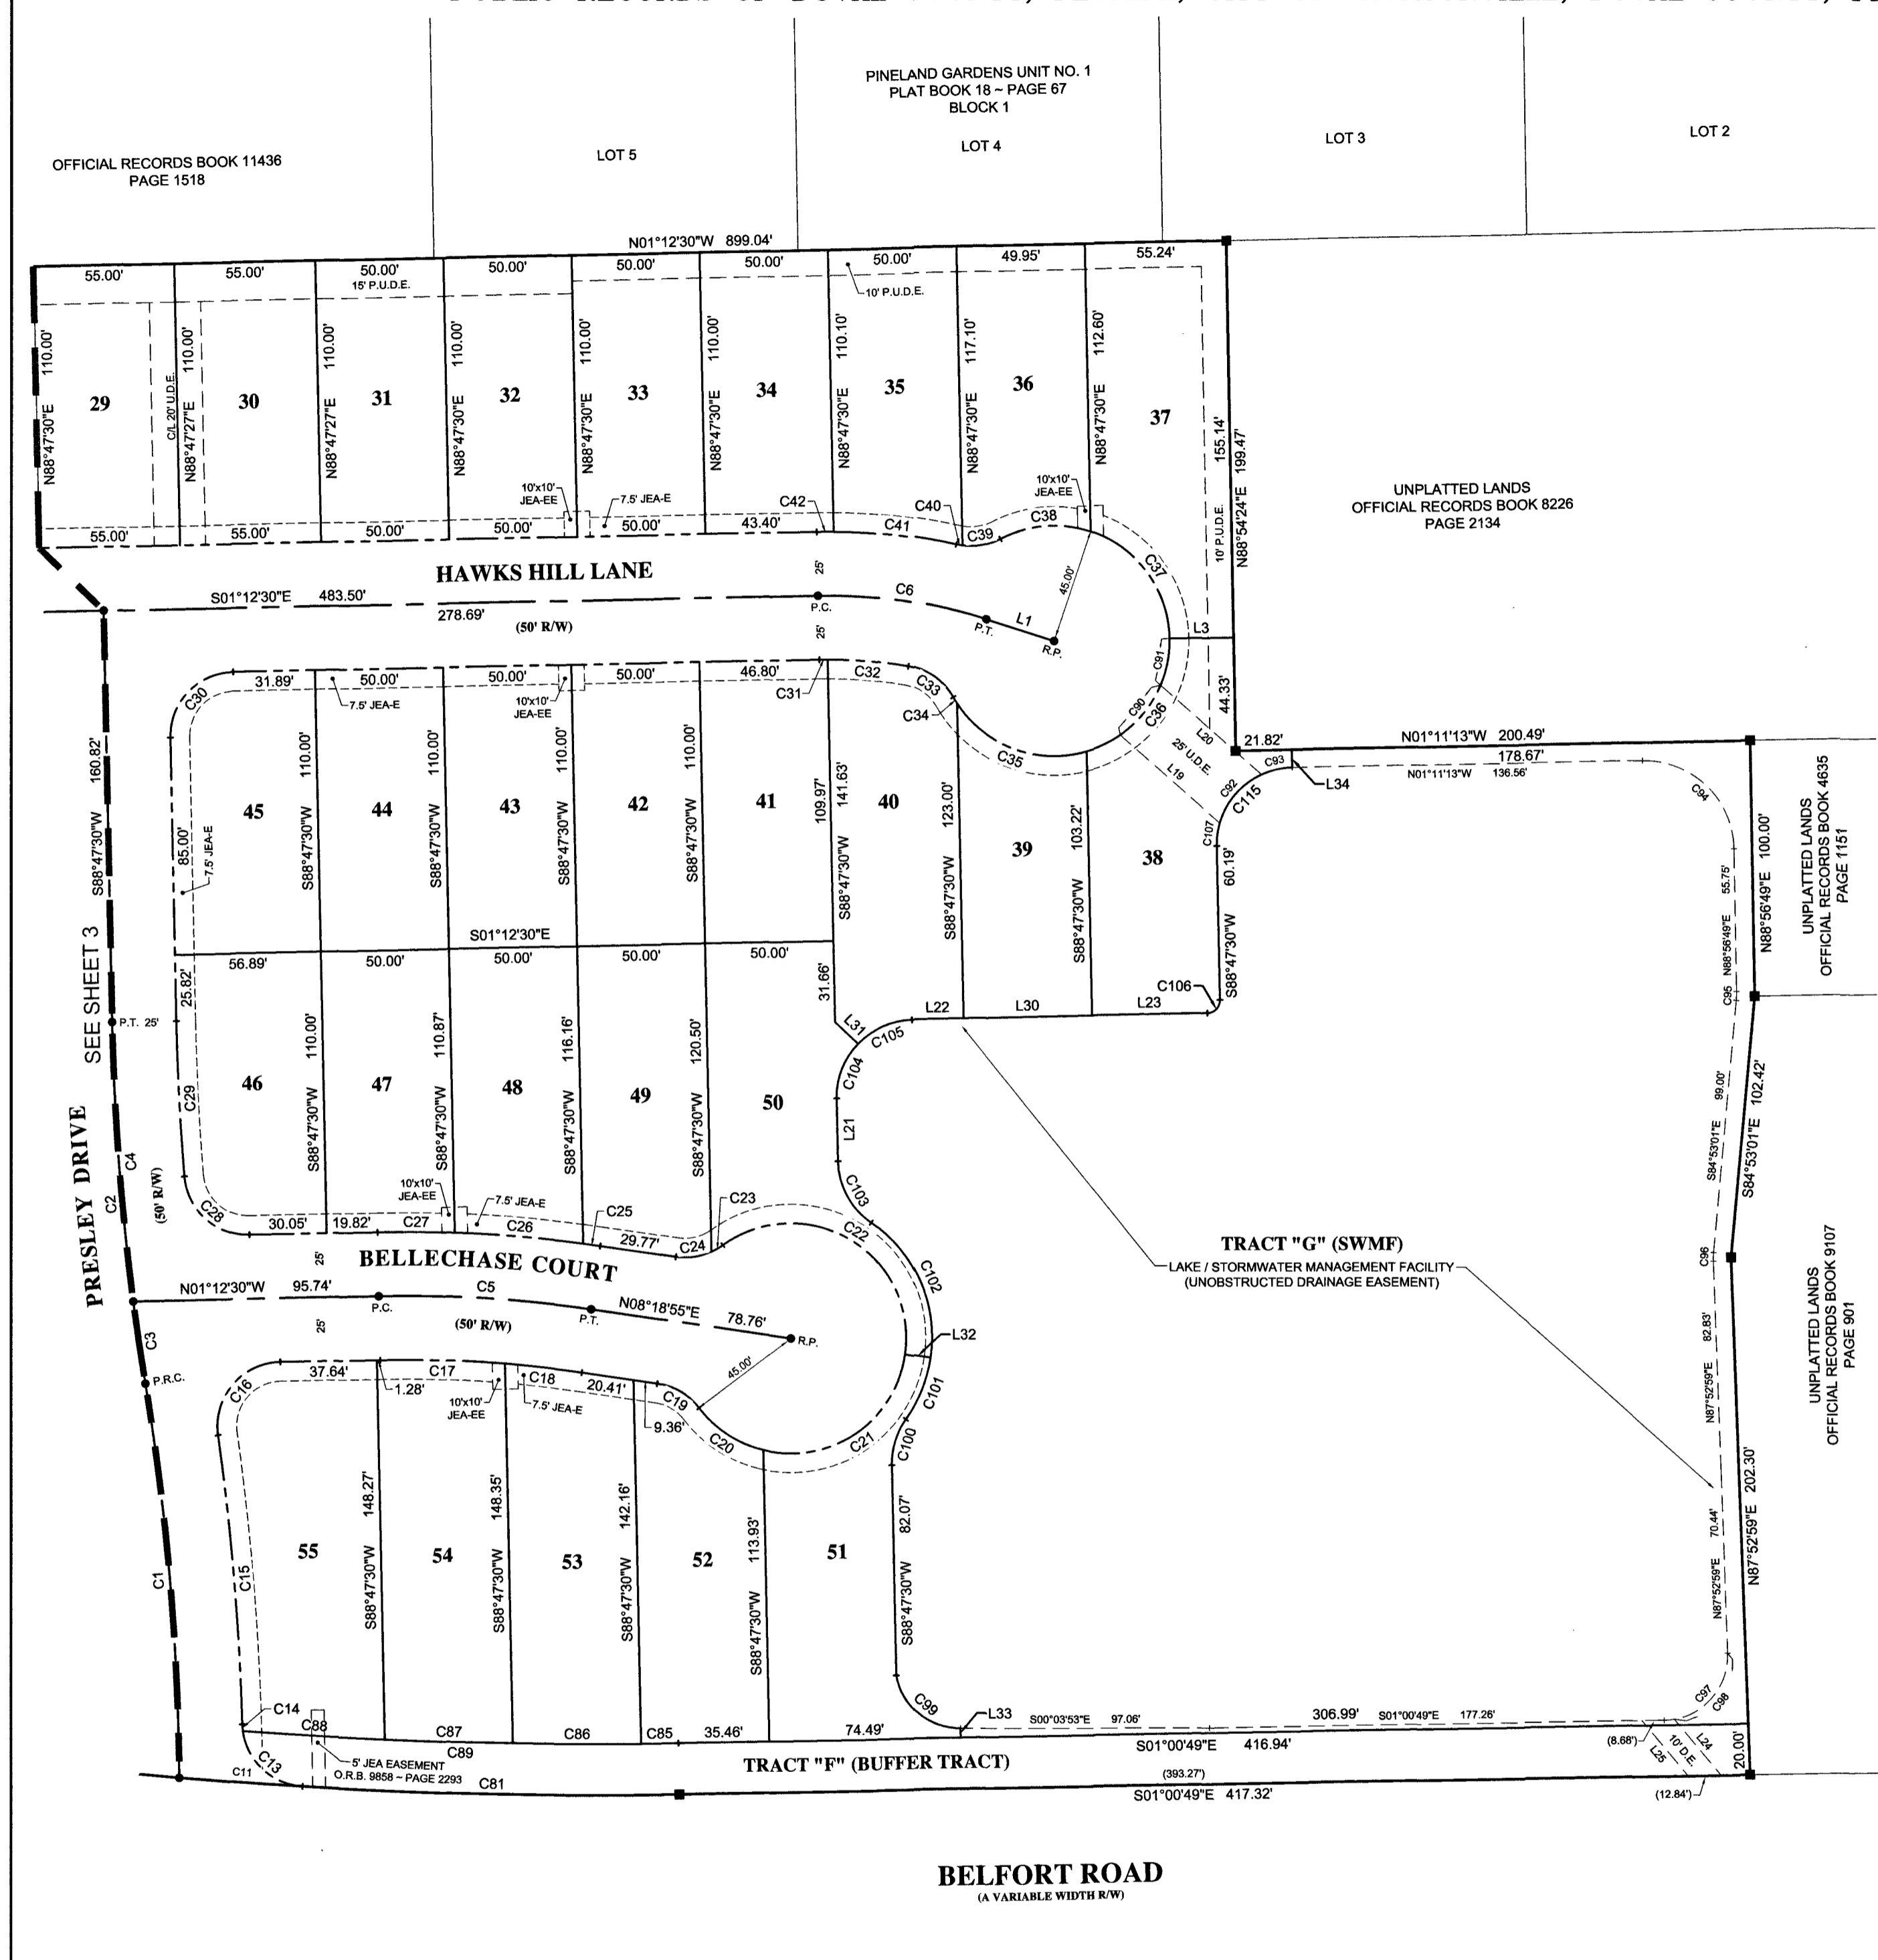 PINELAND GARDENS UNIT NO. 1
PLAT BOOK 18 ~ PAGE 67
BLOCK 1
OFFICIAL RECORDS BOOK 11436
PAGE 1518
LOT 5
LOT 4
LOT 3
LOT 2
N01°12'30"W 899.04'
55.00'
55.00'
50.00'
50.00'
50.00'
50.00'
50.00'
49.95'
55.24'
15' P.U.D.E.
10' P.U.D.E.
N88°47'30"E 110.00'
29
C/L 20' U.D.E.
N88°47'27"E 110.00'
30
N88°47'27"E 110.00'
31
N88°47'30"E 110.00'
32
N88°47'30"E 110.00'
33
N88°47'30"E 110.00'
34
N88°47'30"E 110.10'
35
N88°47'30"E 117.10'
36
N88°47'30"E 112.60'
37
10' P.U.D.E.
155.14'
N88°54'24"E 199.47'
UNPLATTED LANDS
OFFICIAL RECORDS BOOK 8226
PAGE 2134
10'x10'
JEA-EE
7.5' JEA-E
C42
C40
10'x10'
JEA-EE
55.00'
55.00'
50.00'
50.00'
50.00'
43.40'
C41
C39
C38
C37
HAWKS HILL LANE
S01°12'30"E 483.50'
278.69'
(50' R/W)
25'
P.C.
25'
C6
P.T.
L1
R.P.
45.00'
L3
C91
C90
C36
44.33'
L20
25' U.D.E.
L19
C30
31.89'
50.00'
50.00'
50.00'
46.80'
7.5' JEA-E
10'x10'
JEA-EE
C31
C32
C33
C34
C35
21.82'
N01°11'13"W 200.49'
178.67'
N01°11'13"W 136.56'
C93
L34
C92
C115
C107
C94
S88°47'30"W 160.82'
85.00'
7.5' JEA-E
45
S88°47'30"W 110.00'
44
S88°47'30"W 110.00'
43
S88°47'30"W 110.00'
42
S88°47'30"W 110.00'
41
109.97'
S88°47'30"W 141.63'
40
S88°47'30"W 123.00'
39
S88°47'30"W 103.22'
38
S88°47'30"W 60.19'
N88°56'49"E 55.75'
N88°56'49"E 100.00'
UNPLATTED LANDS
OFFICIAL RECORDS BOOK 4635
PAGE 1151
S01°12'30"E
56.89'
50.00'
50.00'
50.00'
50.00'
31.66'
25.82'
SEE SHEET 3
P.T. 25'
C106
C95
L22
L30
L23
L31
C105
C104
46
S88°47'30"W 110.00'
47
S88°47'30"W 110.87'
48
S88°47'30"W 116.16'
49
S88°47'30"W 120.50'
50
L21
C29
C4
C2
PRESLEY DRIVE
(50' R/W)
C28
10'x10'
JEA-EE
7.5' JEA-E
C23
C25
C103
S84°53'01"E 99.00'
S84°53'01"E 102.42'
30.05'
19.82'
C27
C26
29.77'
C24
C22
C102
BELLECHASE COURT
25'
TRACT "G" (SWMF)
LAKE / STORMWATER MANAGEMENT FACILITY
(UNOBSTRUCTED DRAINAGE EASEMENT)
C96
N01°12'30"W 95.74'
C5
P.C.
P.T.
N08°18'55"E 78.76'
R.P.
(50' R/W)
25'
L32
C3
P.R.C.
45.00'
N87°52'59"E 82.83'
UNPLATTED LANDS
OFFICIAL RECORDS BOOK 9107
PAGE 901
C16
37.64'
C17
C18
20.41'
C19
1.28'
10'x10'
JEA-EE
7.5' JEA-E
9.36'
C20
C21
C101
C100
C1
C15
55
S88°47'30"W 148.27'
54
S88°47'30"W 148.35'
53
S88°47'30"W 142.16'
52
S88°47'30"W 113.93'
51
S88°47'30"W 82.07'
N87°52'59"E 70.44'
N87°52'59"E 202.30'
C99
C97
C98
C14
C88
C87
C86
C85
35.46'
74.49'
L33
S00°03'53"E 97.06'
306.99'
S01°00'49"E 177.26'
C89
S01°00'49"E 416.94'
(8.68')
L25
10' D.E.
L24
20.00'
C13
C11
5' JEA EASEMENT
O.R.B. 9858 ~ PAGE 2293
TRACT "F" (BUFFER TRACT)
C81
(393.27')
S01°00'49"E 417.32'
(12.84')
BELFORT ROAD
(A VARIABLE WIDTH R/W)